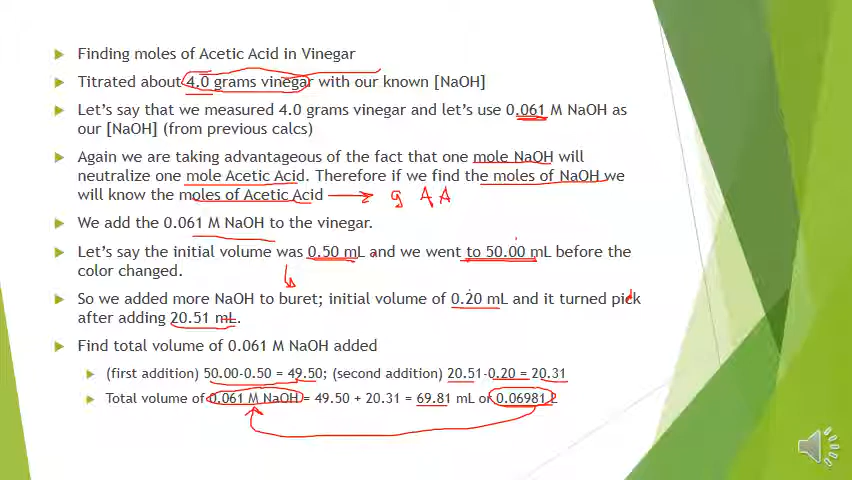 Finding moles of Acetic Acid in Vinegar
Titrated about 4.0 grams vinegar with our known [NaOH]
Let's say that we measured 4.0 grams vinegar and let's use 0.061 M NaOH as
our [NaOH] (from previous calcs)
Again we are taking advantageous of the fact that one mole NaOH will
neutralize one mole Acetic Acid. Therefore if we find the moles of NaOH we
will know the moles of Acetic Acid → g AA
We add the 0.061 M NaOH to the vinegar.
Let's say the initial volume was 0.50 mL and we went to 50.00 mL before the
color changed.
So we added more NaOH to buret; initial volume of 0.20 mL and it turned pick
after adding 20.51 mL.
Find total volume of 0.061 M NaOH added
(first addition) 50.00-0.50 = 49.50; (second addition) 20.51-0.20 = 20.31
Total volume of 0.061 M NaOH = 49.50 + 20.31 = 69.81 mL or 0.06981 L